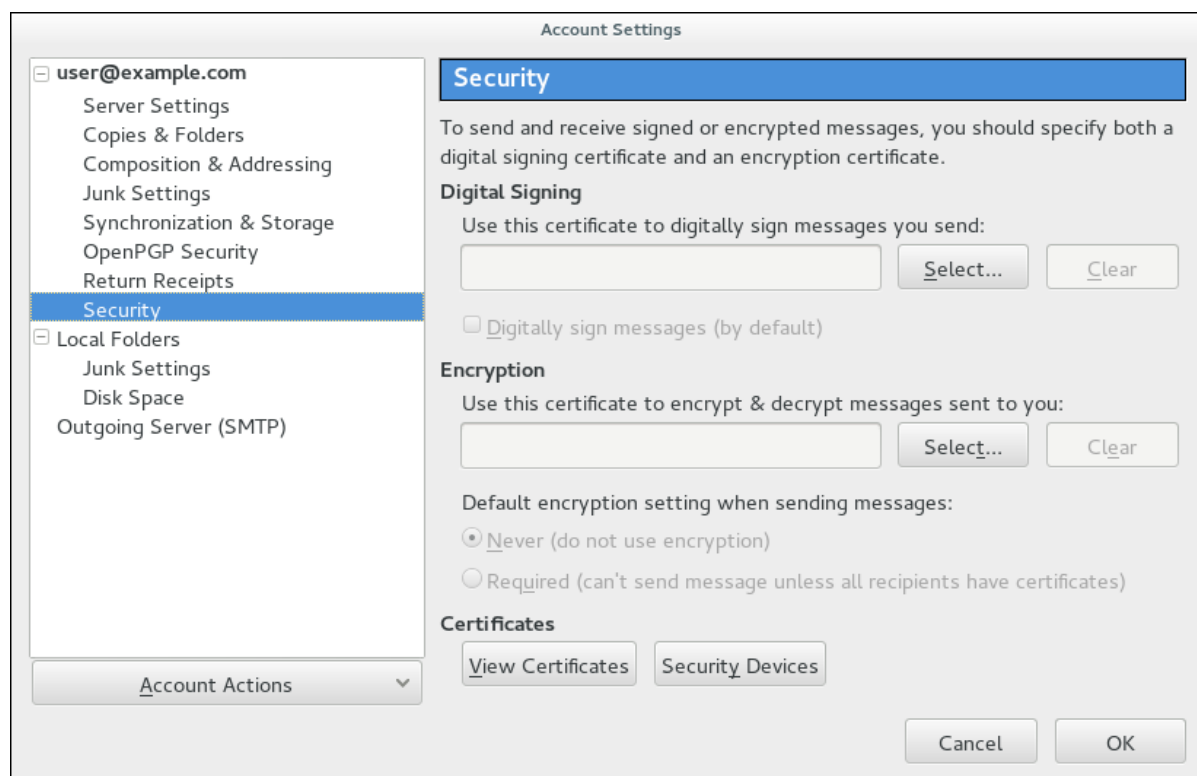 Account Settings
user@example.com
Server Settings
Copies & Folders
Composition & Addressing
Junk Settings
Synchronization & Storage
OpenPGP Security
Return Receipts
Security
Local Folders
Junk Settings
Disk Space
Outgoing Server (SMTP)
Account Actions
Security
To send and receive signed or encrypted messages, you should specify both a
digital signing certificate and an encryption certificate.
Digital Signing
Use this certificate to digitally sign messages you send:
Select... Clear
Digitally sign messages (by default)
Encryption
Use this certificate to encrypt & decrypt messages sent to you:
Select... Clear
Default encryption setting when sending messages:
Never (do not use encryption)
Required (can't send message unless all recipients have certificates)
Certificates
View Certificates Security Devices
Cancel OK